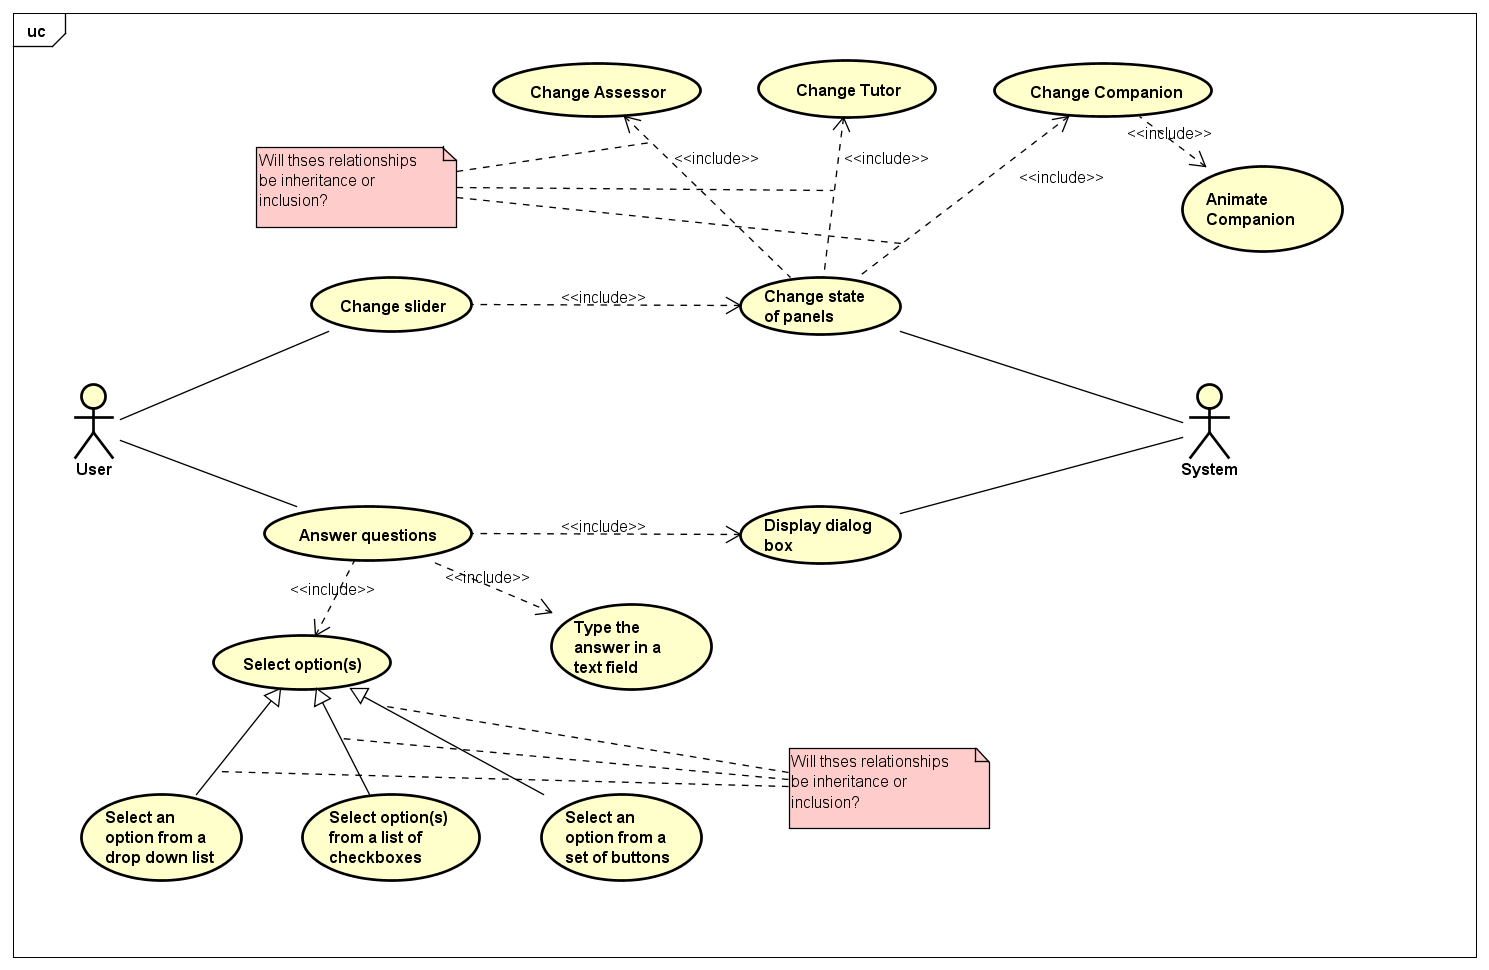 uc
Change Assessor
Change Tutor
Change Companion
<<include>>
Will thses relationships
be inheritance or
inclusion?
<<include>>
<<include>>
<<include>>
Animate
Companion
Change slider
<<include>>
Change state
of panels
User
System
Answer questions
<<include>>
Display dialog
box
<<include>>
<<include>>
Type the
answer in a
text field
Select option(s)
Will thses relationships
be inheritance or
inclusion?
Select an
option from a
drop down list
Select option(s)
from a list of
checkboxes
Select an
option from a
set of buttons